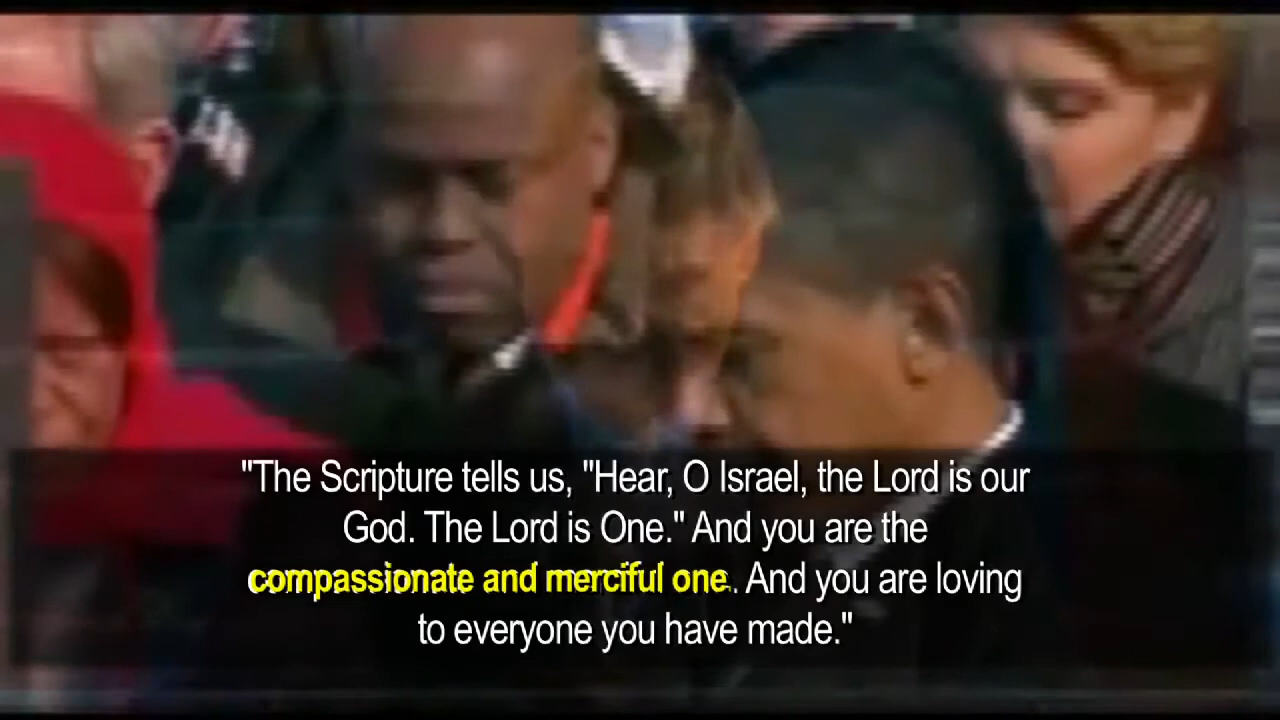 "The Scripture tells us, "Hear, O Israel, the Lord is our
God. The Lord is One." And you are the
compassionate and merciful one. And you are loving
to everyone you have made."